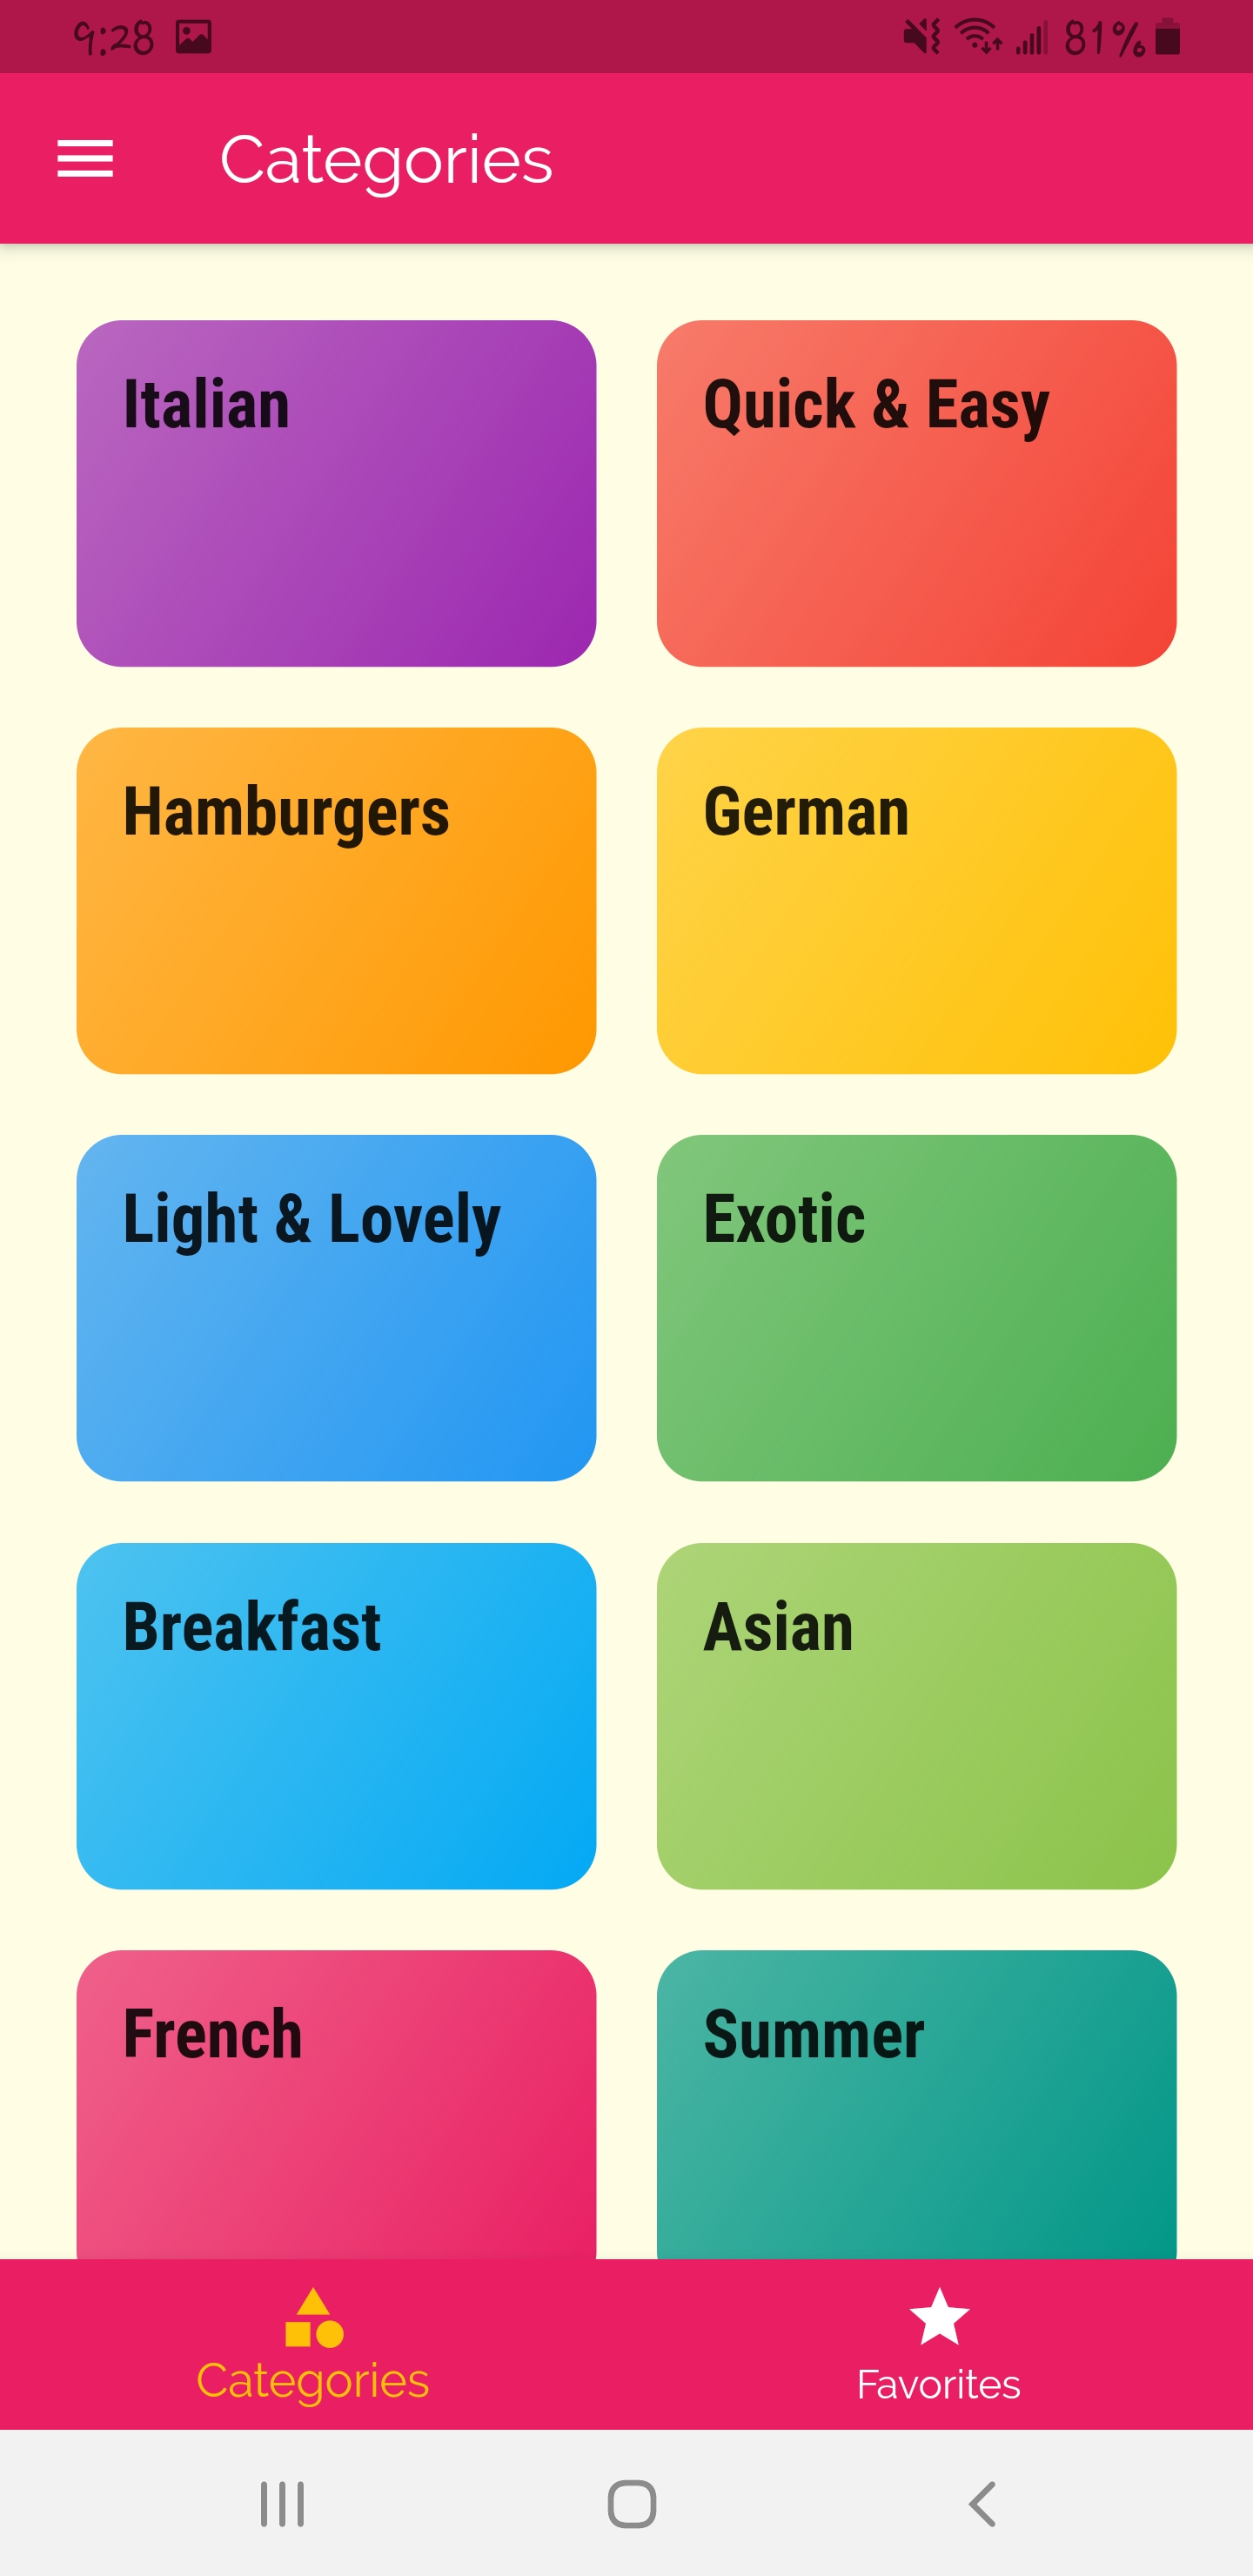 9:28 81%
Categories
Italian
Quick & Easy
Hamburgers
German
Light & Lovely
Exotic
Breakfast
Asian
French
Summer
Categories
Favorites